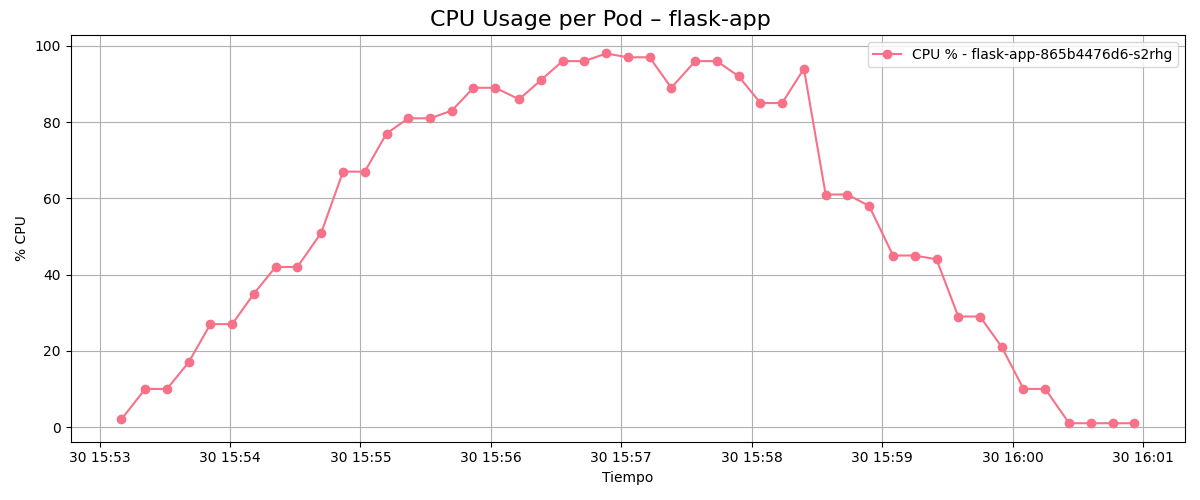 CPU Usage per Pod – flask-app
CPU % - flask-app-865b4476d6-s2rhg
100
80
60
40
20
0
% CPU
30 15:53 30 15:54 30 15:55 30 15:56 30 15:57 30 15:58 30 15:59 30 16:00 30 16:01
Tiempo